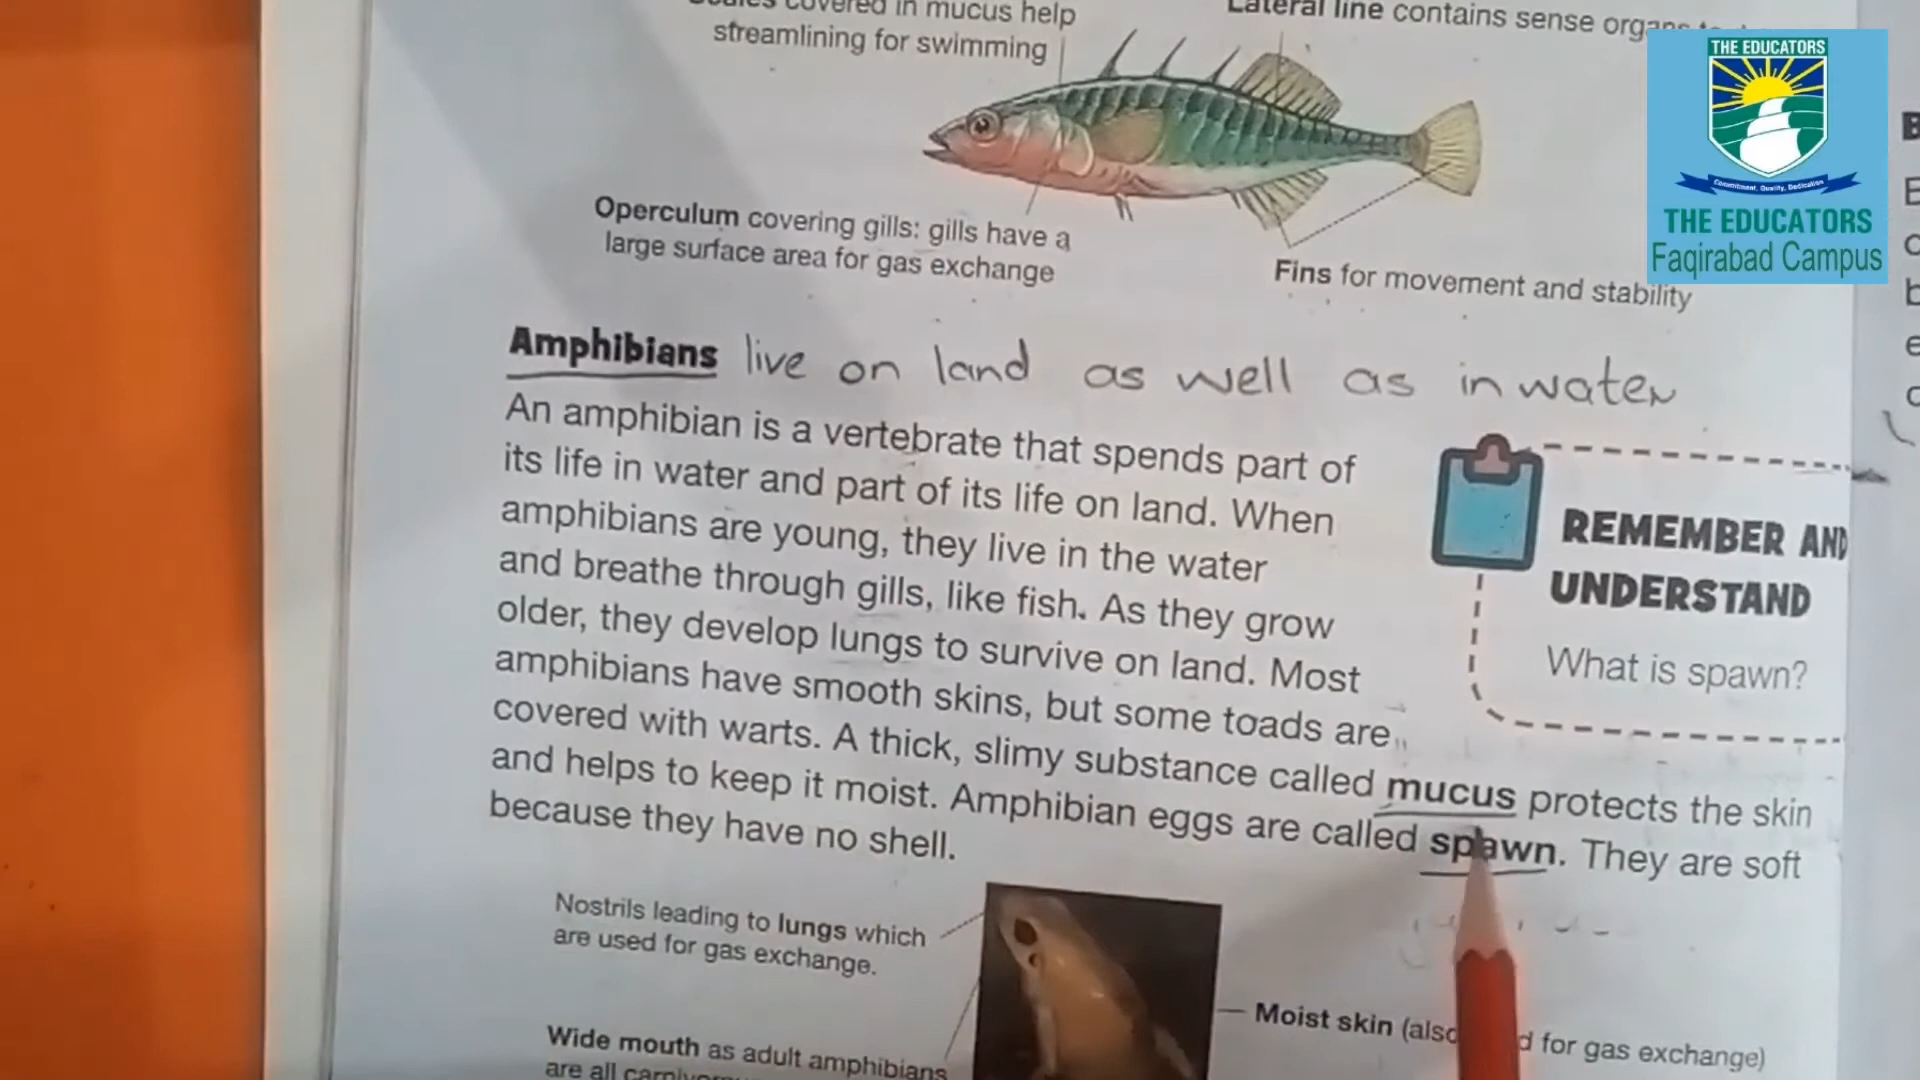 covered in mucus help
streamlining for swimming
Lateral line contains sense
THE EDUCATORS
Commitment, Quality, Dedication
THE EDUCATORS
Faqirabad Campus
Operculum covering gills: gills have a
large surface area for gas exchange
Fins for movement and stability
Amphibians live on land as well as in water
An amphibian is a vertebrate that spends part of
its life in water and part of its life on land. When
amphibians are young, they live in the water
and breathe through gills, like fish. As they grow
older, they develop lungs to survive on land. Most
amphibians have smooth skins, but some toads are
covered with warts. A thick, slimy substance called mucus protects the skin
and helps to keep it moist. Amphibian eggs are called spawn. They are soft
because they have no shell.
REMEMBER AND
UNDERSTAND
What is spawn?
Nostrils leading to lungs which
are used for gas exchange.
Moist skin (also for gas exchange)
Wide mouth as adult amphibians
are all